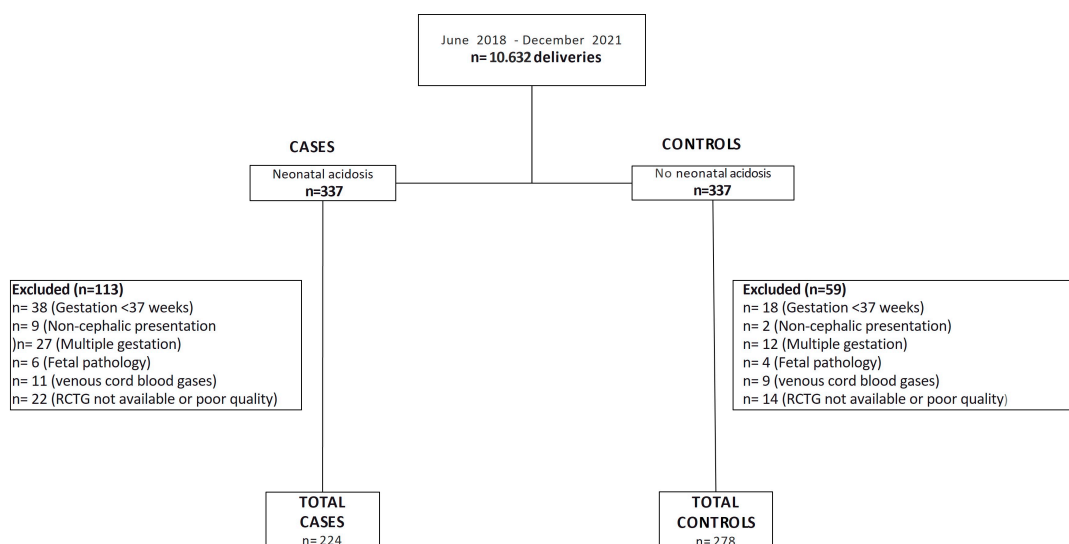 June 2018 - December 2021
n= 10.632 deliveries
CASES
CONTROLS
Neonatal acidosis
n=337
No neonatal acidosis
n=337
Excluded (n=113)
n= 38 (Gestation <37 weeks)
n= 9 (Non-cephalic presentation
)n= 27 (Multiple gestation)
n= 6 (Fetal pathology)
n= 11 (venous cord blood gases)
n= 22 (RCTG not available or poor quality)
Excluded (n=59)
n= 18 (Gestation <37 weeks)
n= 2 (Non-cephalic presentation)
n= 12 (Multiple gestation)
n= 4 (Fetal pathology)
n= 9 (venous cord blood gases)
n= 14 (RCTG not available or poor quality)
TOTAL
CASES
n= 224
TOTAL
CONTROLS
n= 278